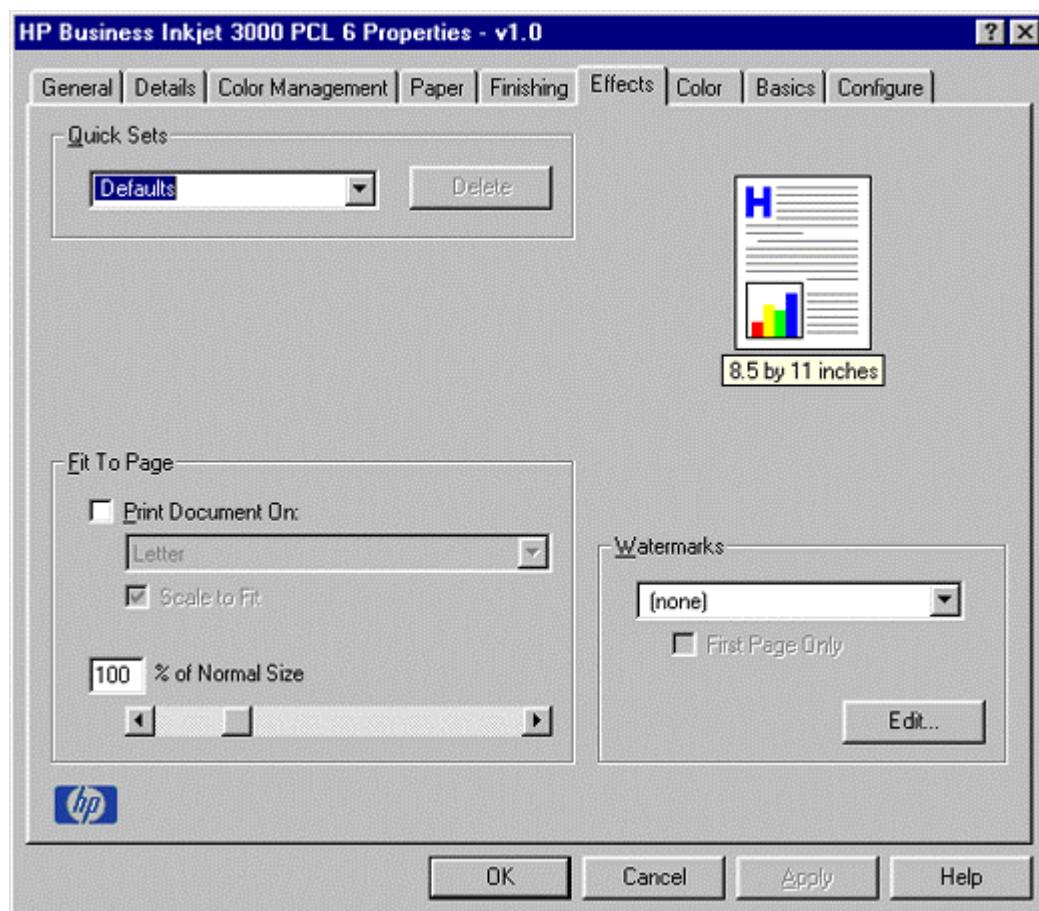 HP Business Inkjet 3000 PCL 6 Properties - v1.0
General Details Color Management Paper Finishing Effects Color Basics Configure
Quick Sets
Defaults Delete
H
8.5 by 11 inches
Fit To Page
Print Document On:
Letter
Scale to Fit
100 % of Normal Size
Watermarks
(none)
First Page Only
Edit...
hp
OK Cancel Apply Help